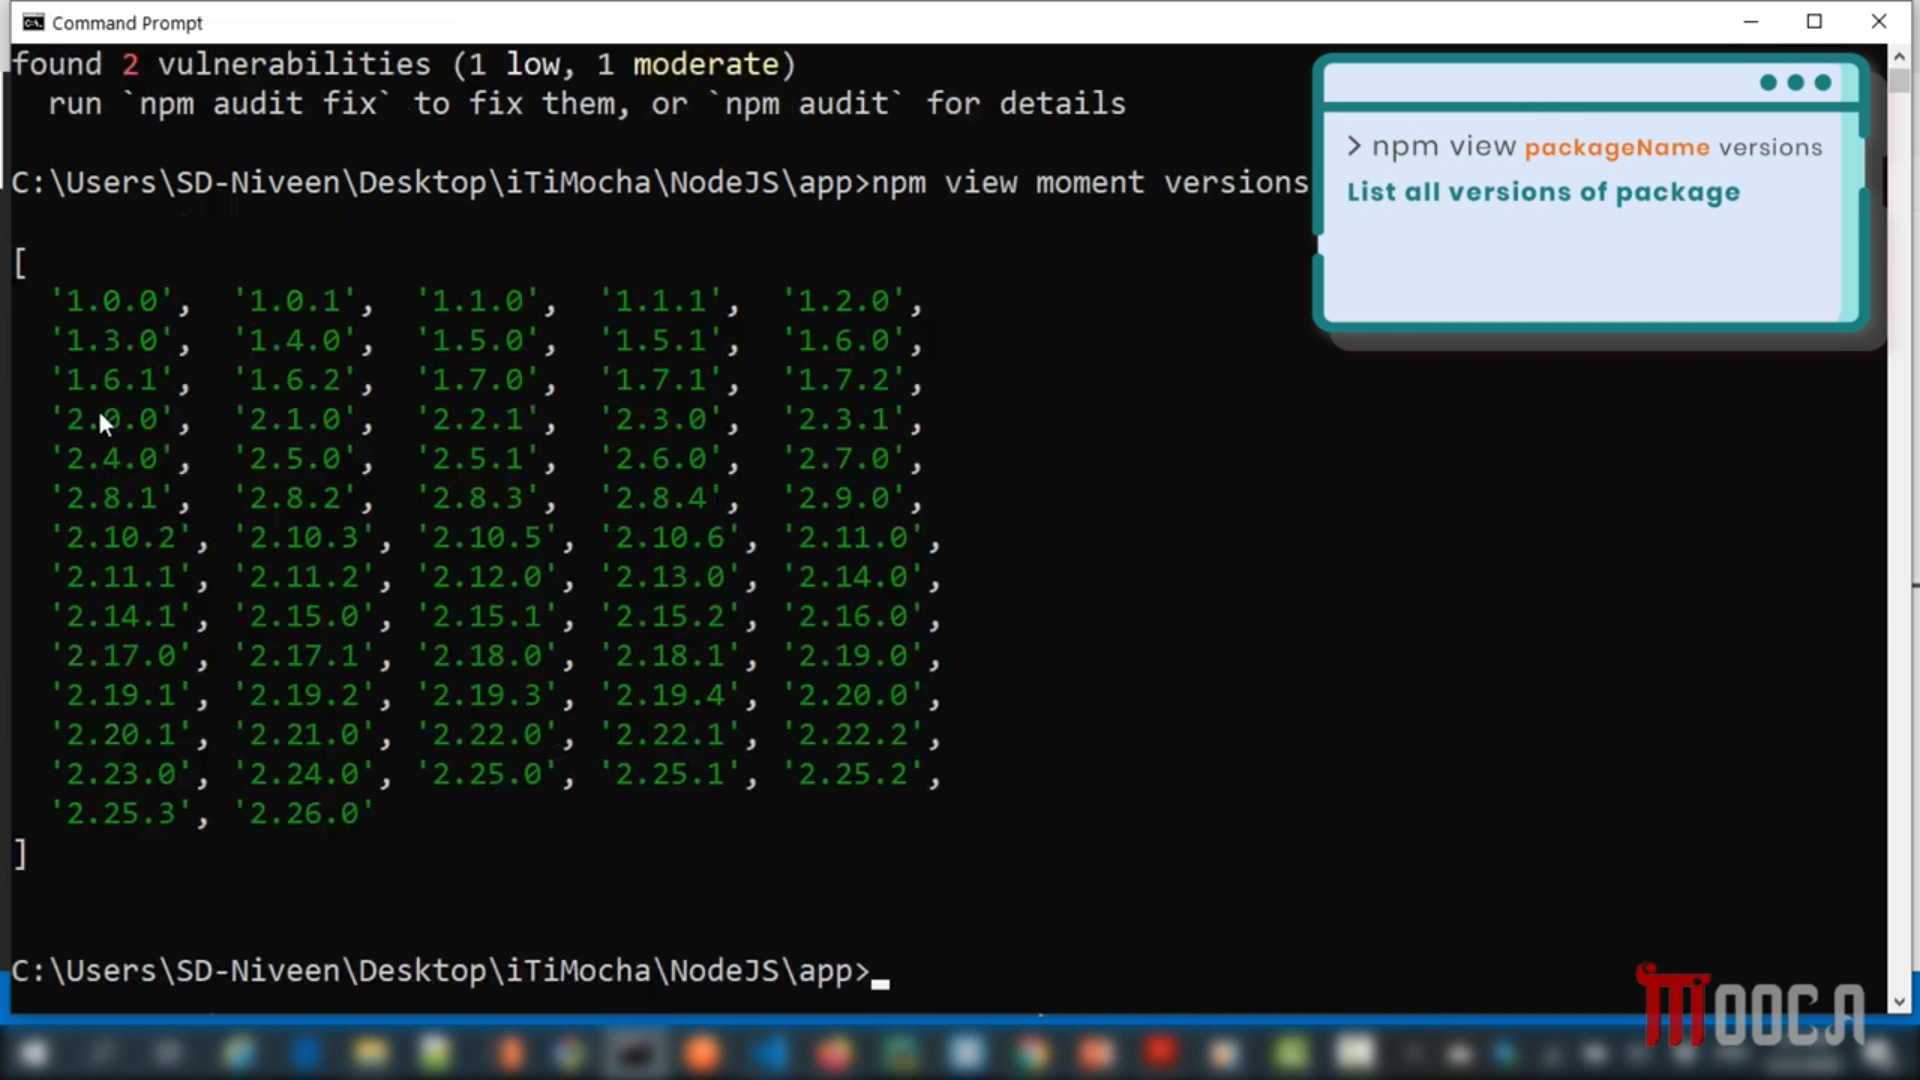 Command Prompt
found 2 vulnerabilities (1 low, 1 moderate)
run `npm audit fix` to fix them, or `npm audit` for details
C:\Users\SD-Niveen\Desktop\iTiMocha\NodeJS\app>npm view moment versions
> npm view packageName versions
List all versions of package
[
'1.0.0', '1.0.1', '1.1.0', '1.1.1', '1.2.0',
'1.3.0', '1.4.0', '1.5.0', '1.5.1', '1.6.0',
'1.6.1', '1.6.2', '1.7.0', '1.7.1', '1.7.2',
'2.0.0', '2.1.0', '2.2.1', '2.3.0', '2.3.1',
'2.4.0', '2.5.0', '2.5.1', '2.6.0', '2.7.0',
'2.8.1', '2.8.2', '2.8.3', '2.8.4', '2.9.0',
'2.10.2', '2.10.3', '2.10.5', '2.10.6', '2.11.0',
'2.11.1', '2.11.2', '2.12.0', '2.13.0', '2.14.0',
'2.14.1', '2.15.0', '2.15.1', '2.15.2', '2.16.0',
'2.17.0', '2.17.1', '2.18.0', '2.18.1', '2.19.0',
'2.19.1', '2.19.2', '2.19.3', '2.19.4', '2.20.0',
'2.20.1', '2.21.0', '2.22.0', '2.22.1', '2.22.2',
'2.23.0', '2.24.0', '2.25.0', '2.25.1', '2.25.2',
'2.25.3', '2.26.0'
]
C:\Users\SD-Niveen\Desktop\iTiMocha\NodeJS\app>
MOOCA